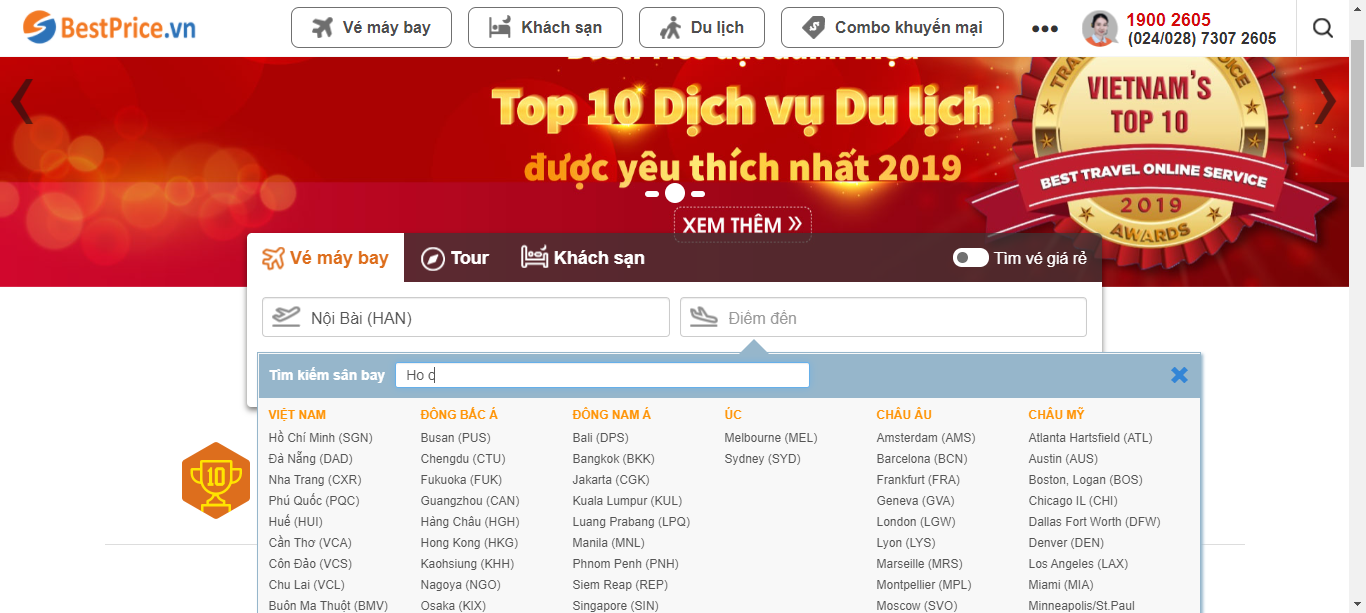 BestPrice.vn
Vé máy bay
Khách sạn
Du lịch
Combo khuyến mại
1900 2605
(024/028) 7307 2605
Top 10 Dịch vụ Du lịch
được yêu thích nhất 2019
XEM THÊM »
VIETNAM'S
TOP 10
BEST TRAVEL ONLINE SERVICE
2019
AWARDS
Vé máy bay
Tour
Khách sạn
Tìm vé giá rẻ
Nội Bài (HAN)
Điểm đến
Tìm kiếm sân bay
Ho c
VIỆT NAM
Hồ Chí Minh (SGN)
Đà Nẵng (DAD)
Nha Trang (CXR)
Phú Quốc (PQC)
Huế (HUI)
Cần Thơ (VCA)
Côn Đảo (VCS)
Chu Lai (VCL)
Buôn Ma Thuột (BMV)
ĐÔNG BẮC Á
Busan (PUS)
Chengdu (CTU)
Fukuoka (FUK)
Guangzhou (CAN)
Hàng Châu (HGH)
Hong Kong (HKG)
Kaohsiung (KHH)
Nagoya (NGO)
Osaka (KIX)
ĐÔNG NAM Á
Bali (DPS)
Bangkok (BKK)
Jakarta (CGK)
Kuala Lumpur (KUL)
Luang Prabang (LPQ)
Manila (MNL)
Phnom Penh (PNH)
Siem Reap (REP)
Singapore (SIN)
ÚC
Melbourne (MEL)
Sydney (SYD)
CHÂU ÂU
Amsterdam (AMS)
Barcelona (BCN)
Frankfurt (FRA)
Geneva (GVA)
London (LGW)
Lyon (LYS)
Marseille (MRS)
Montpellier (MPL)
Moscow (SVO)
CHÂU MỸ
Atlanta Hartsfield (ATL)
Austin (AUS)
Boston, Logan (BOS)
Chicago IL (CHI)
Dallas Fort Worth (DFW)
Denver (DEN)
Los Angeles (LAX)
Miami (MIA)
Minneapolis/St.Paul
10